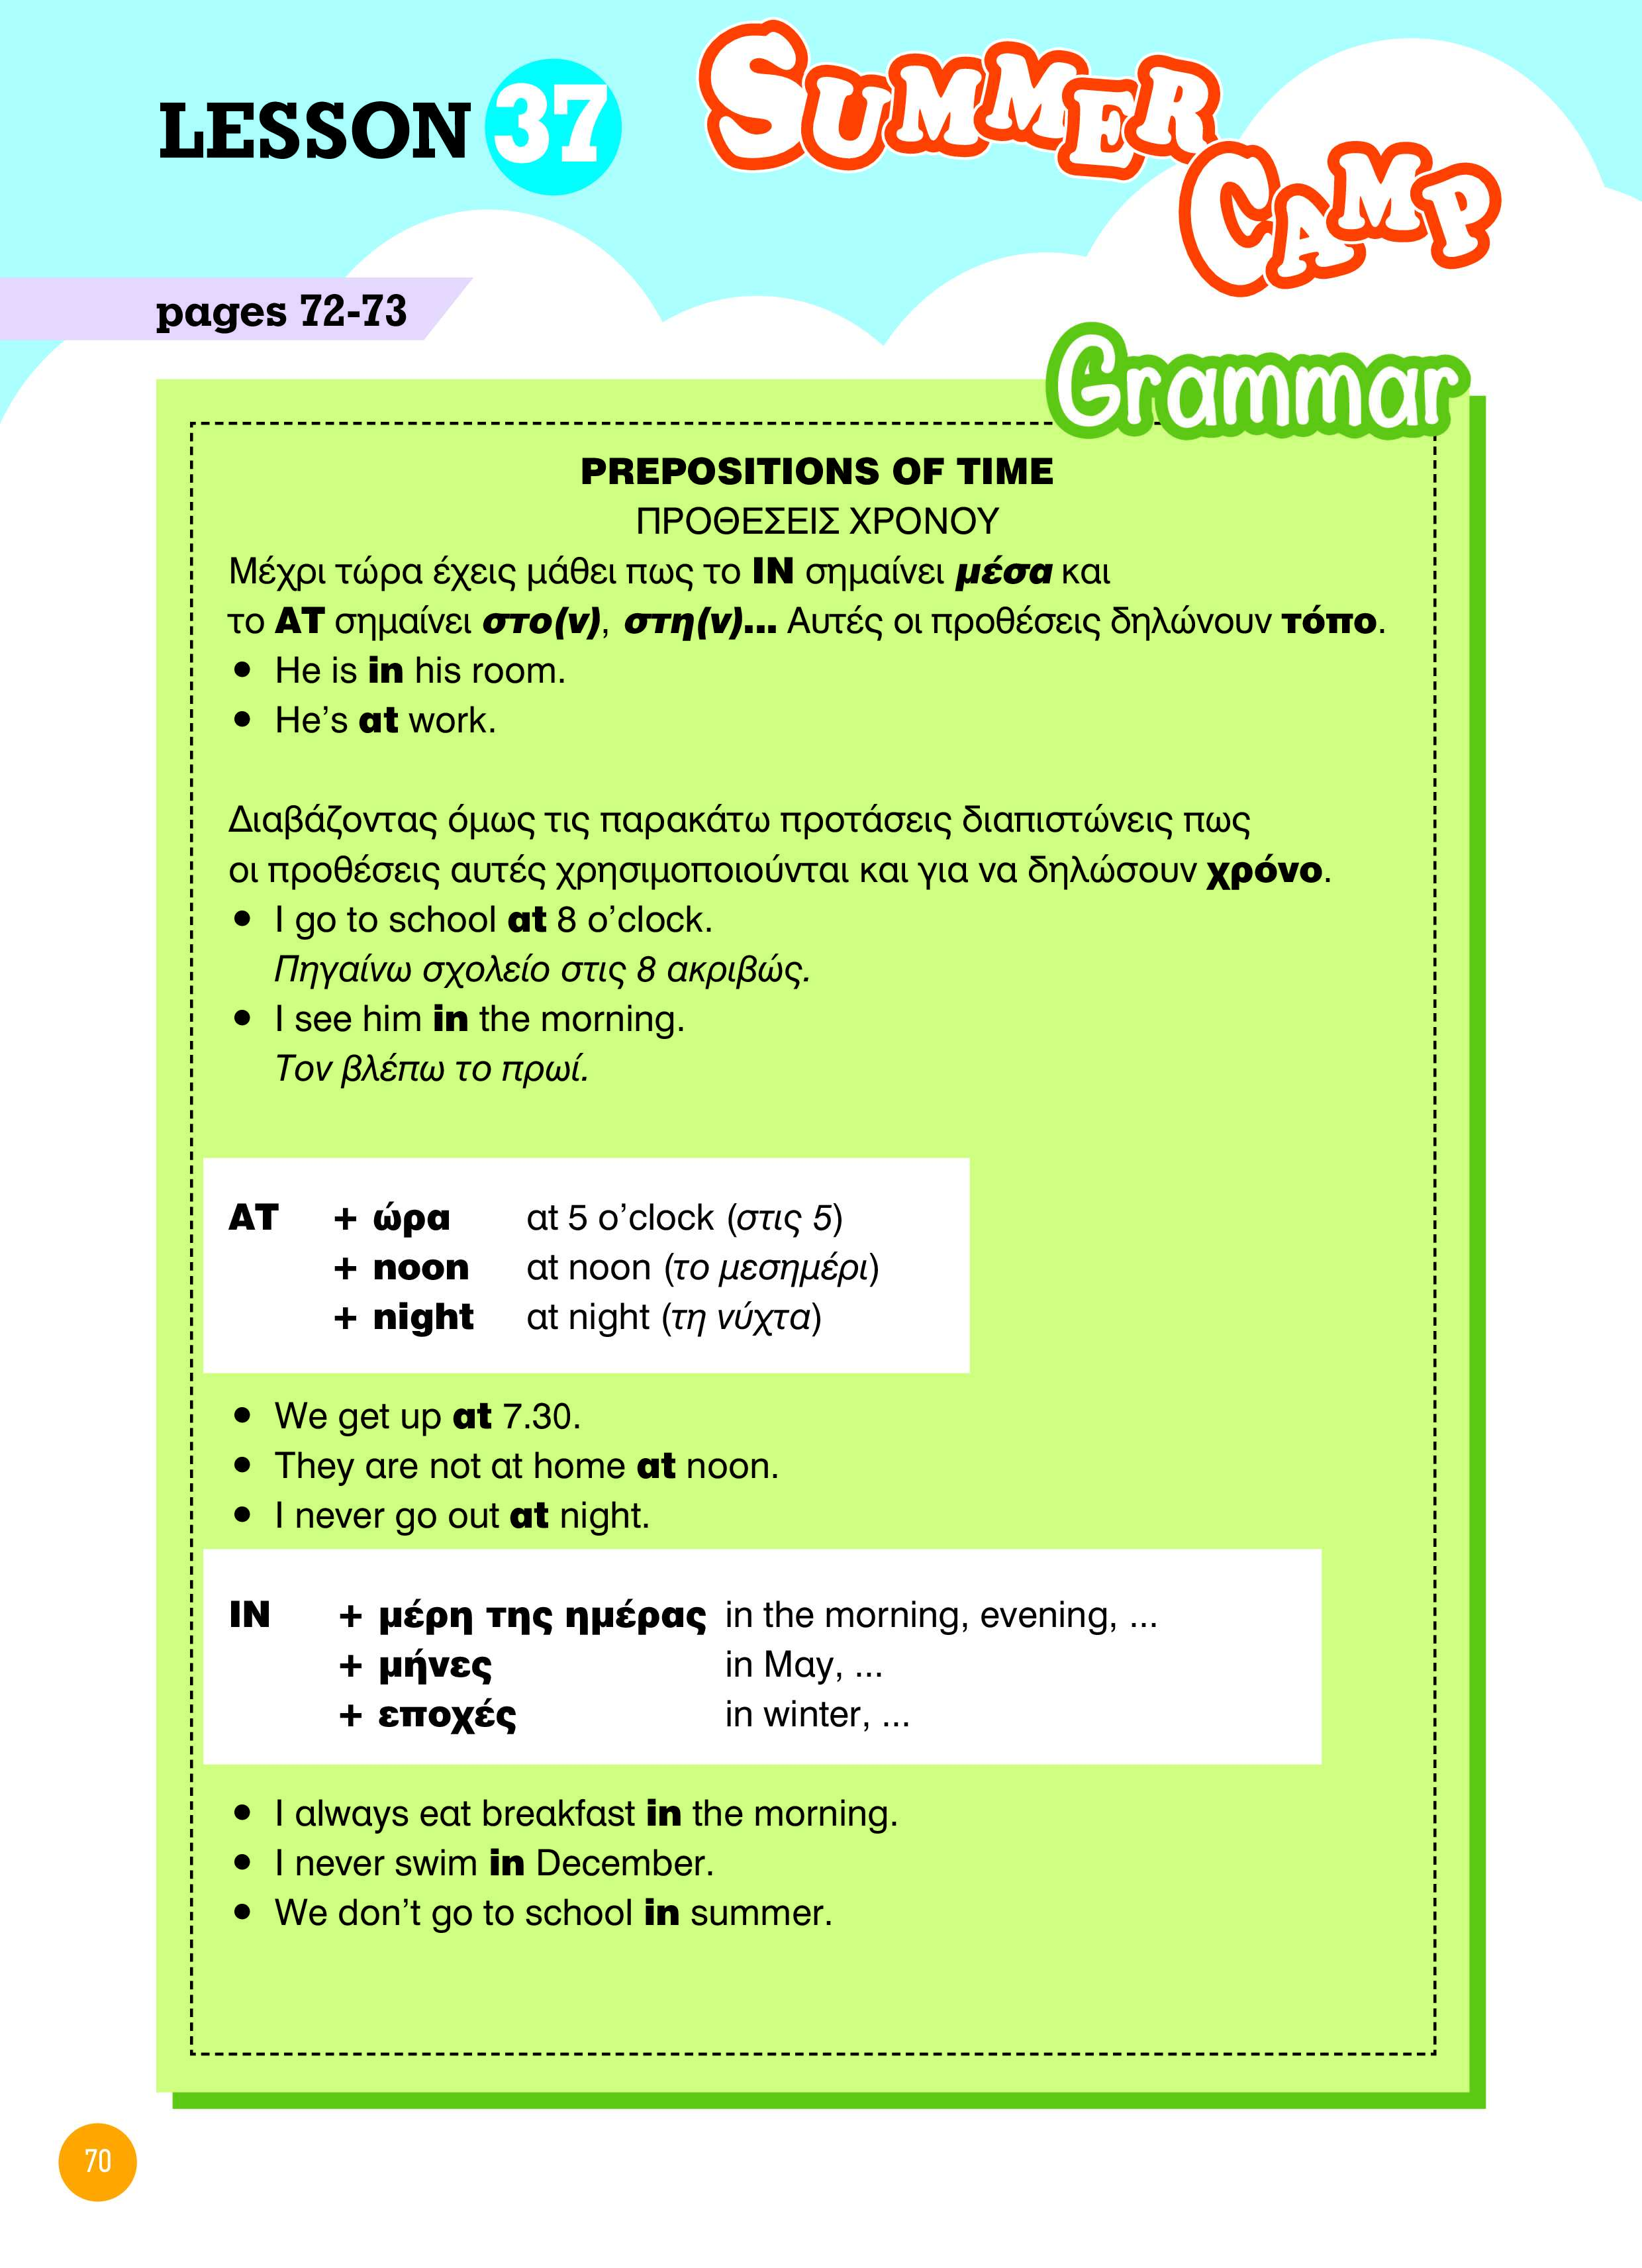 LESSON 37
SUMMER
CAMP
pages 72-73
Grammar
PREPOSITIONS OF TIME
ΠΡΟΘΕΣΕΙΣ ΧΡΟΝΟΥ
Μέχρι τώρα έχεις μάθει πως το IN σημαίνει μέσα και
το AT σημαίνει στο(ν), στη(ν)... Αυτές οι προθέσεις δηλώνουν τόπο.
• He is in his room.
• He's at work.
Διαβάζοντας όμως τις παρακάτω προτάσεις διαπιστώνεις πως
οι προθέσεις αυτές χρησιμοποιούνται και για να δηλώσουν χρόνο.
• I go to school at 8 o'clock.
Πηγαίνω σχολείο στις 8 ακριβώς.
• I see him in the morning.
Τον βλέπω το πρωί.
AT + ώρα at 5 o'clock (στις 5)
+ noon at noon (το μεσημέρι)
+ night at night (τη νύχτα)
• We get up at 7.30.
• They are not at home at noon.
• I never go out at night.
IN + μέρη της ημέρας in the morning, evening, ...
+ μήνες in May, ...
+ εποχές in winter, ...
• I always eat breakfast in the morning.
• I never swim in December.
• We don't go to school in summer.
70